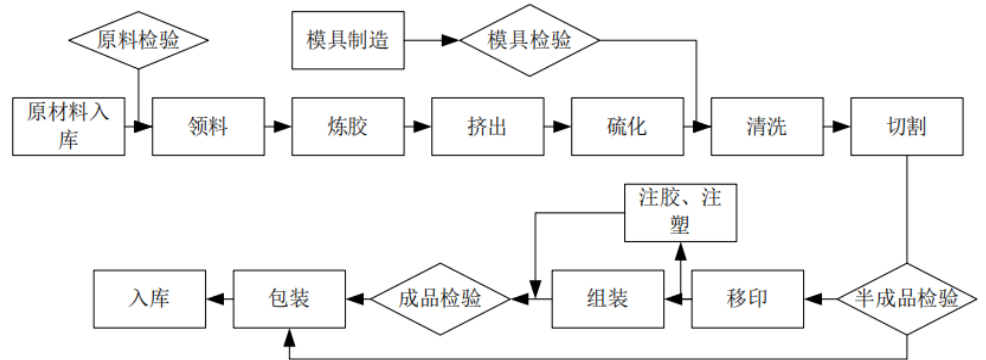 原料检验
模具制造
模具检验
原材料入
库
领料
炼胶
挤出
硫化
清洗
切割
注胶、注
塑
入库
包装
成品检验
组装
移印
半成品检验